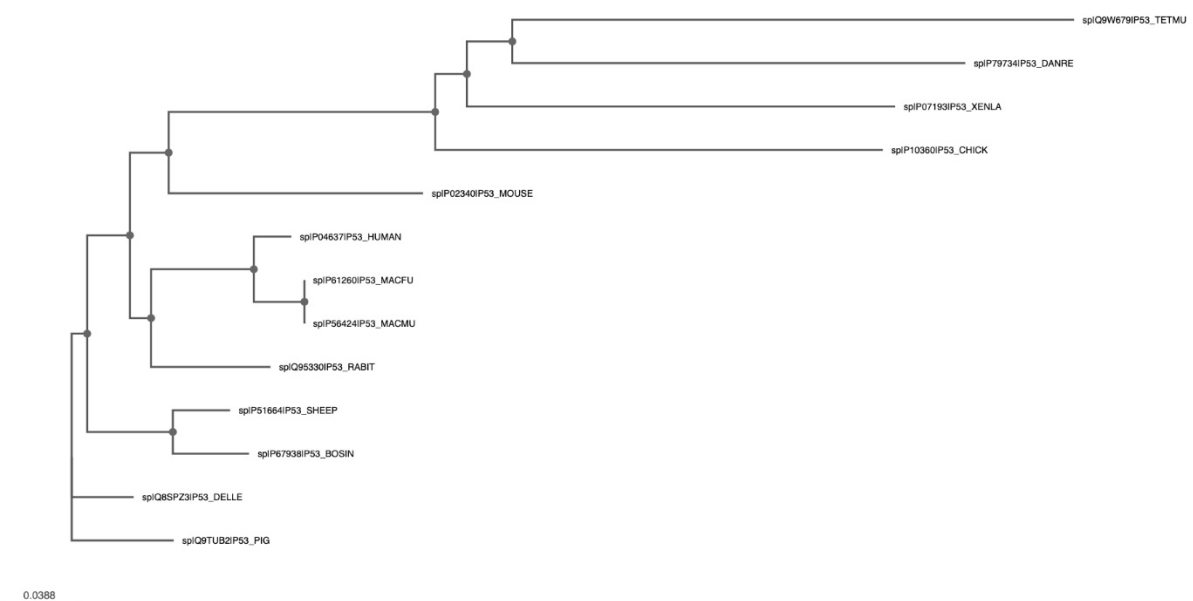 sp|Q9W679|P53_TETMU
sp|P79734|P53_DANRE
sp|P07193|P53_XENLA
sp|P10360|P53_CHICK
sp|P02340|P53_MOUSE
sp|P04637|P53_HUMAN
sp|P61260|P53_MACFU
sp|P56424|P53_MACMU
sp|Q95330|P53_RABIT
sp|P51664|P53_SHEEP
sp|P67938|P53_BOSIN
sp|Q8SPZ3|P53_DELLE
sp|Q9TUB2|P53_PIG
0.0388